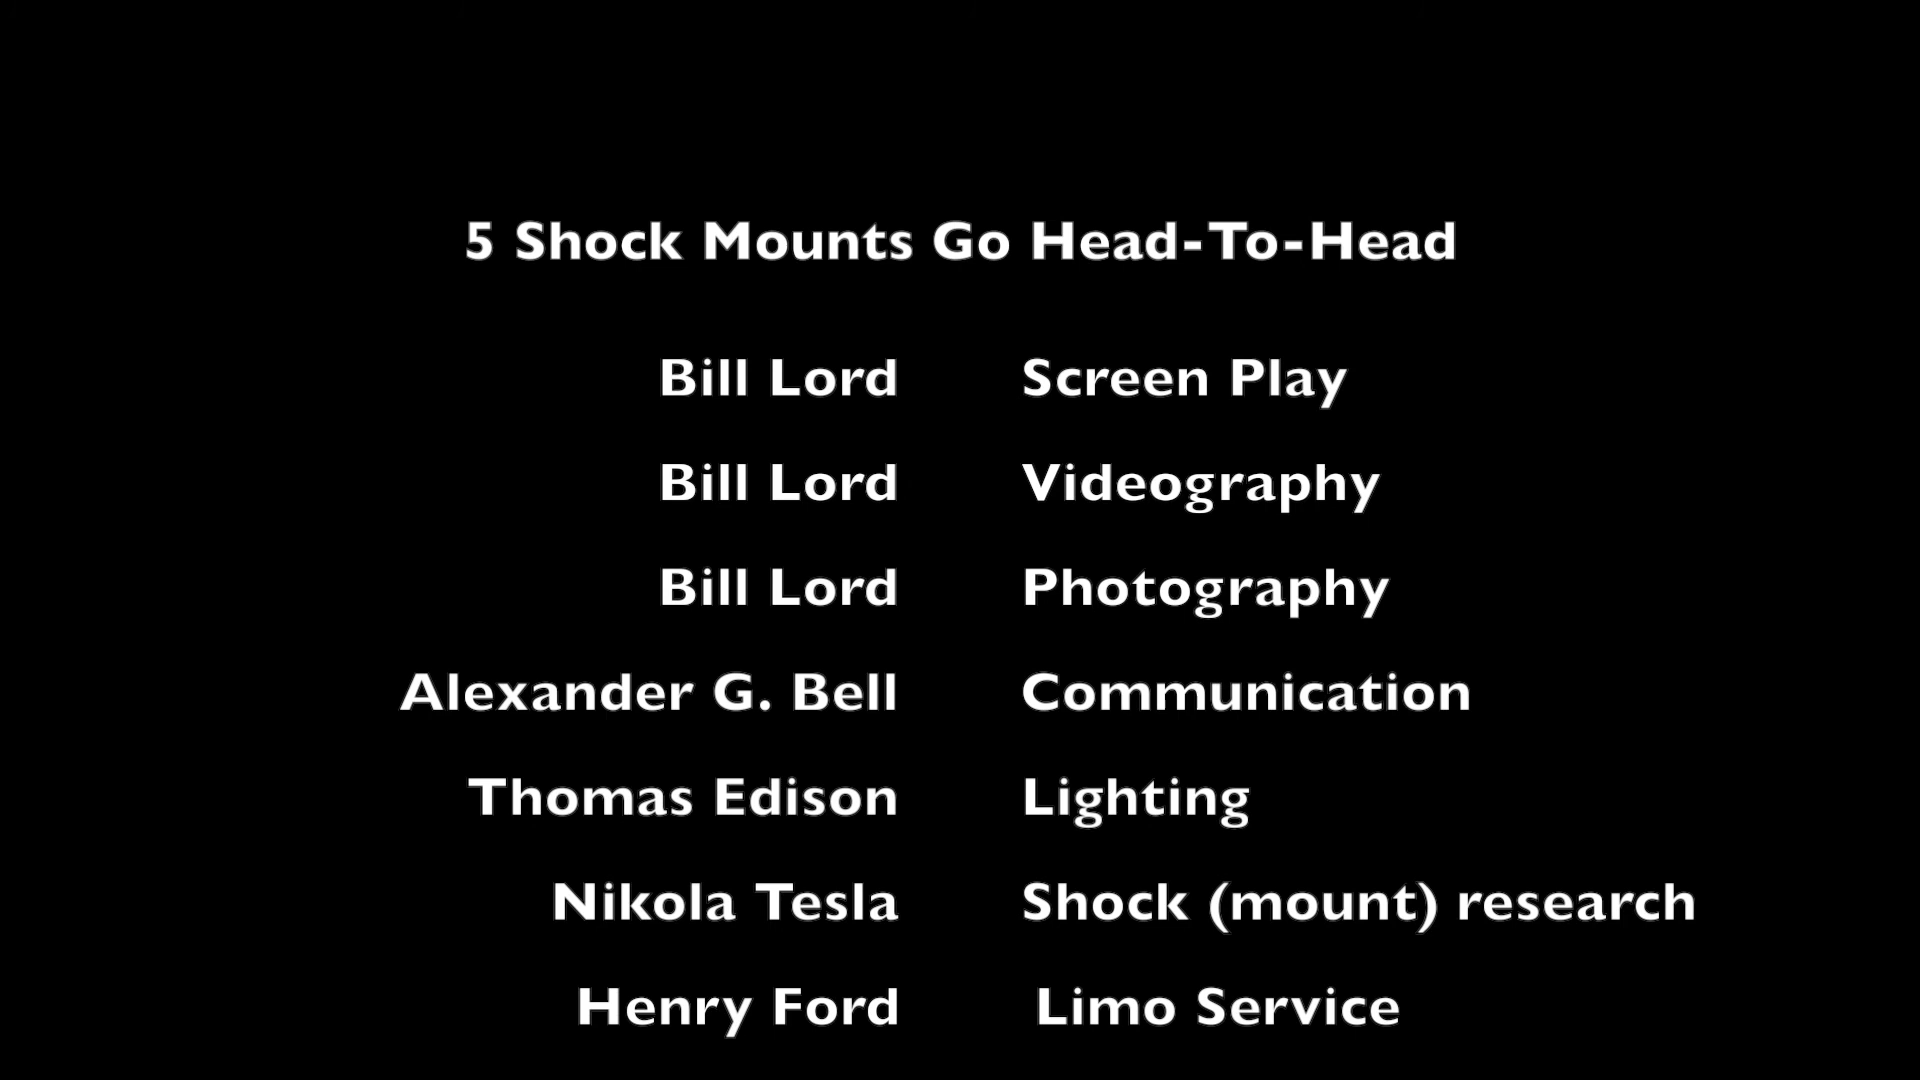 5 Shock Mounts Go Head-To-Head
Bill Lord Screen Play
Bill Lord Videography
Bill Lord Photography
Alexander G. Bell Communication
Thomas Edison Lighting
Nikola Tesla Shock (mount) research
Henry Ford Limo Service